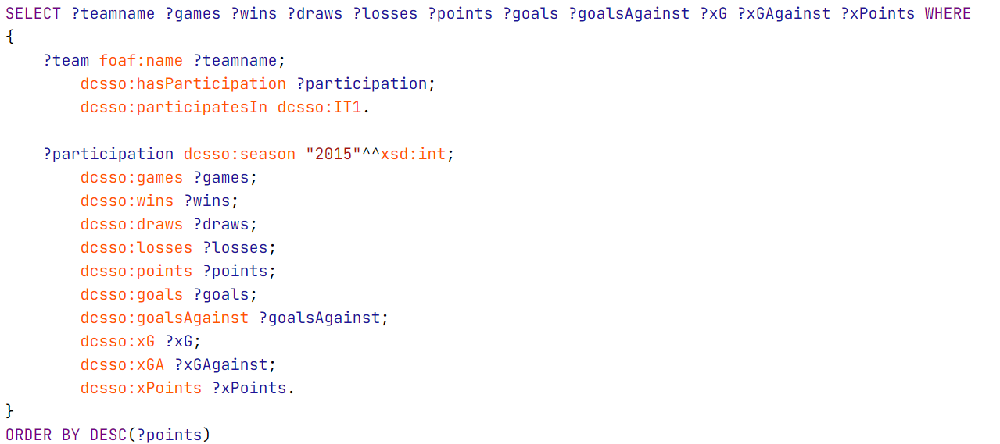 SELECT ?teamname ?games ?wins ?draws ?losses ?points ?goals ?goalsAgainst ?xG ?xGAgainst ?xPoints WHERE
{
    ?team foaf:name ?teamname;
        dcsso:hasParticipation ?participation;
        dcsso:participatesIn dcsso:IT1.

    ?participation dcsso:season "2015"^^xsd:int;
        dcsso:games ?games;
        dcsso:wins ?wins;
        dcsso:draws ?draws;
        dcsso:losses ?losses;
        dcsso:points ?points;
        dcsso:goals ?goals;
        dcsso:goalsAgainst ?goalsAgainst;
        dcsso:xG ?xG;
        dcsso:xGA ?xGAgainst;
        dcsso:xPoints ?xPoints.
}
ORDER BY DESC(?points)